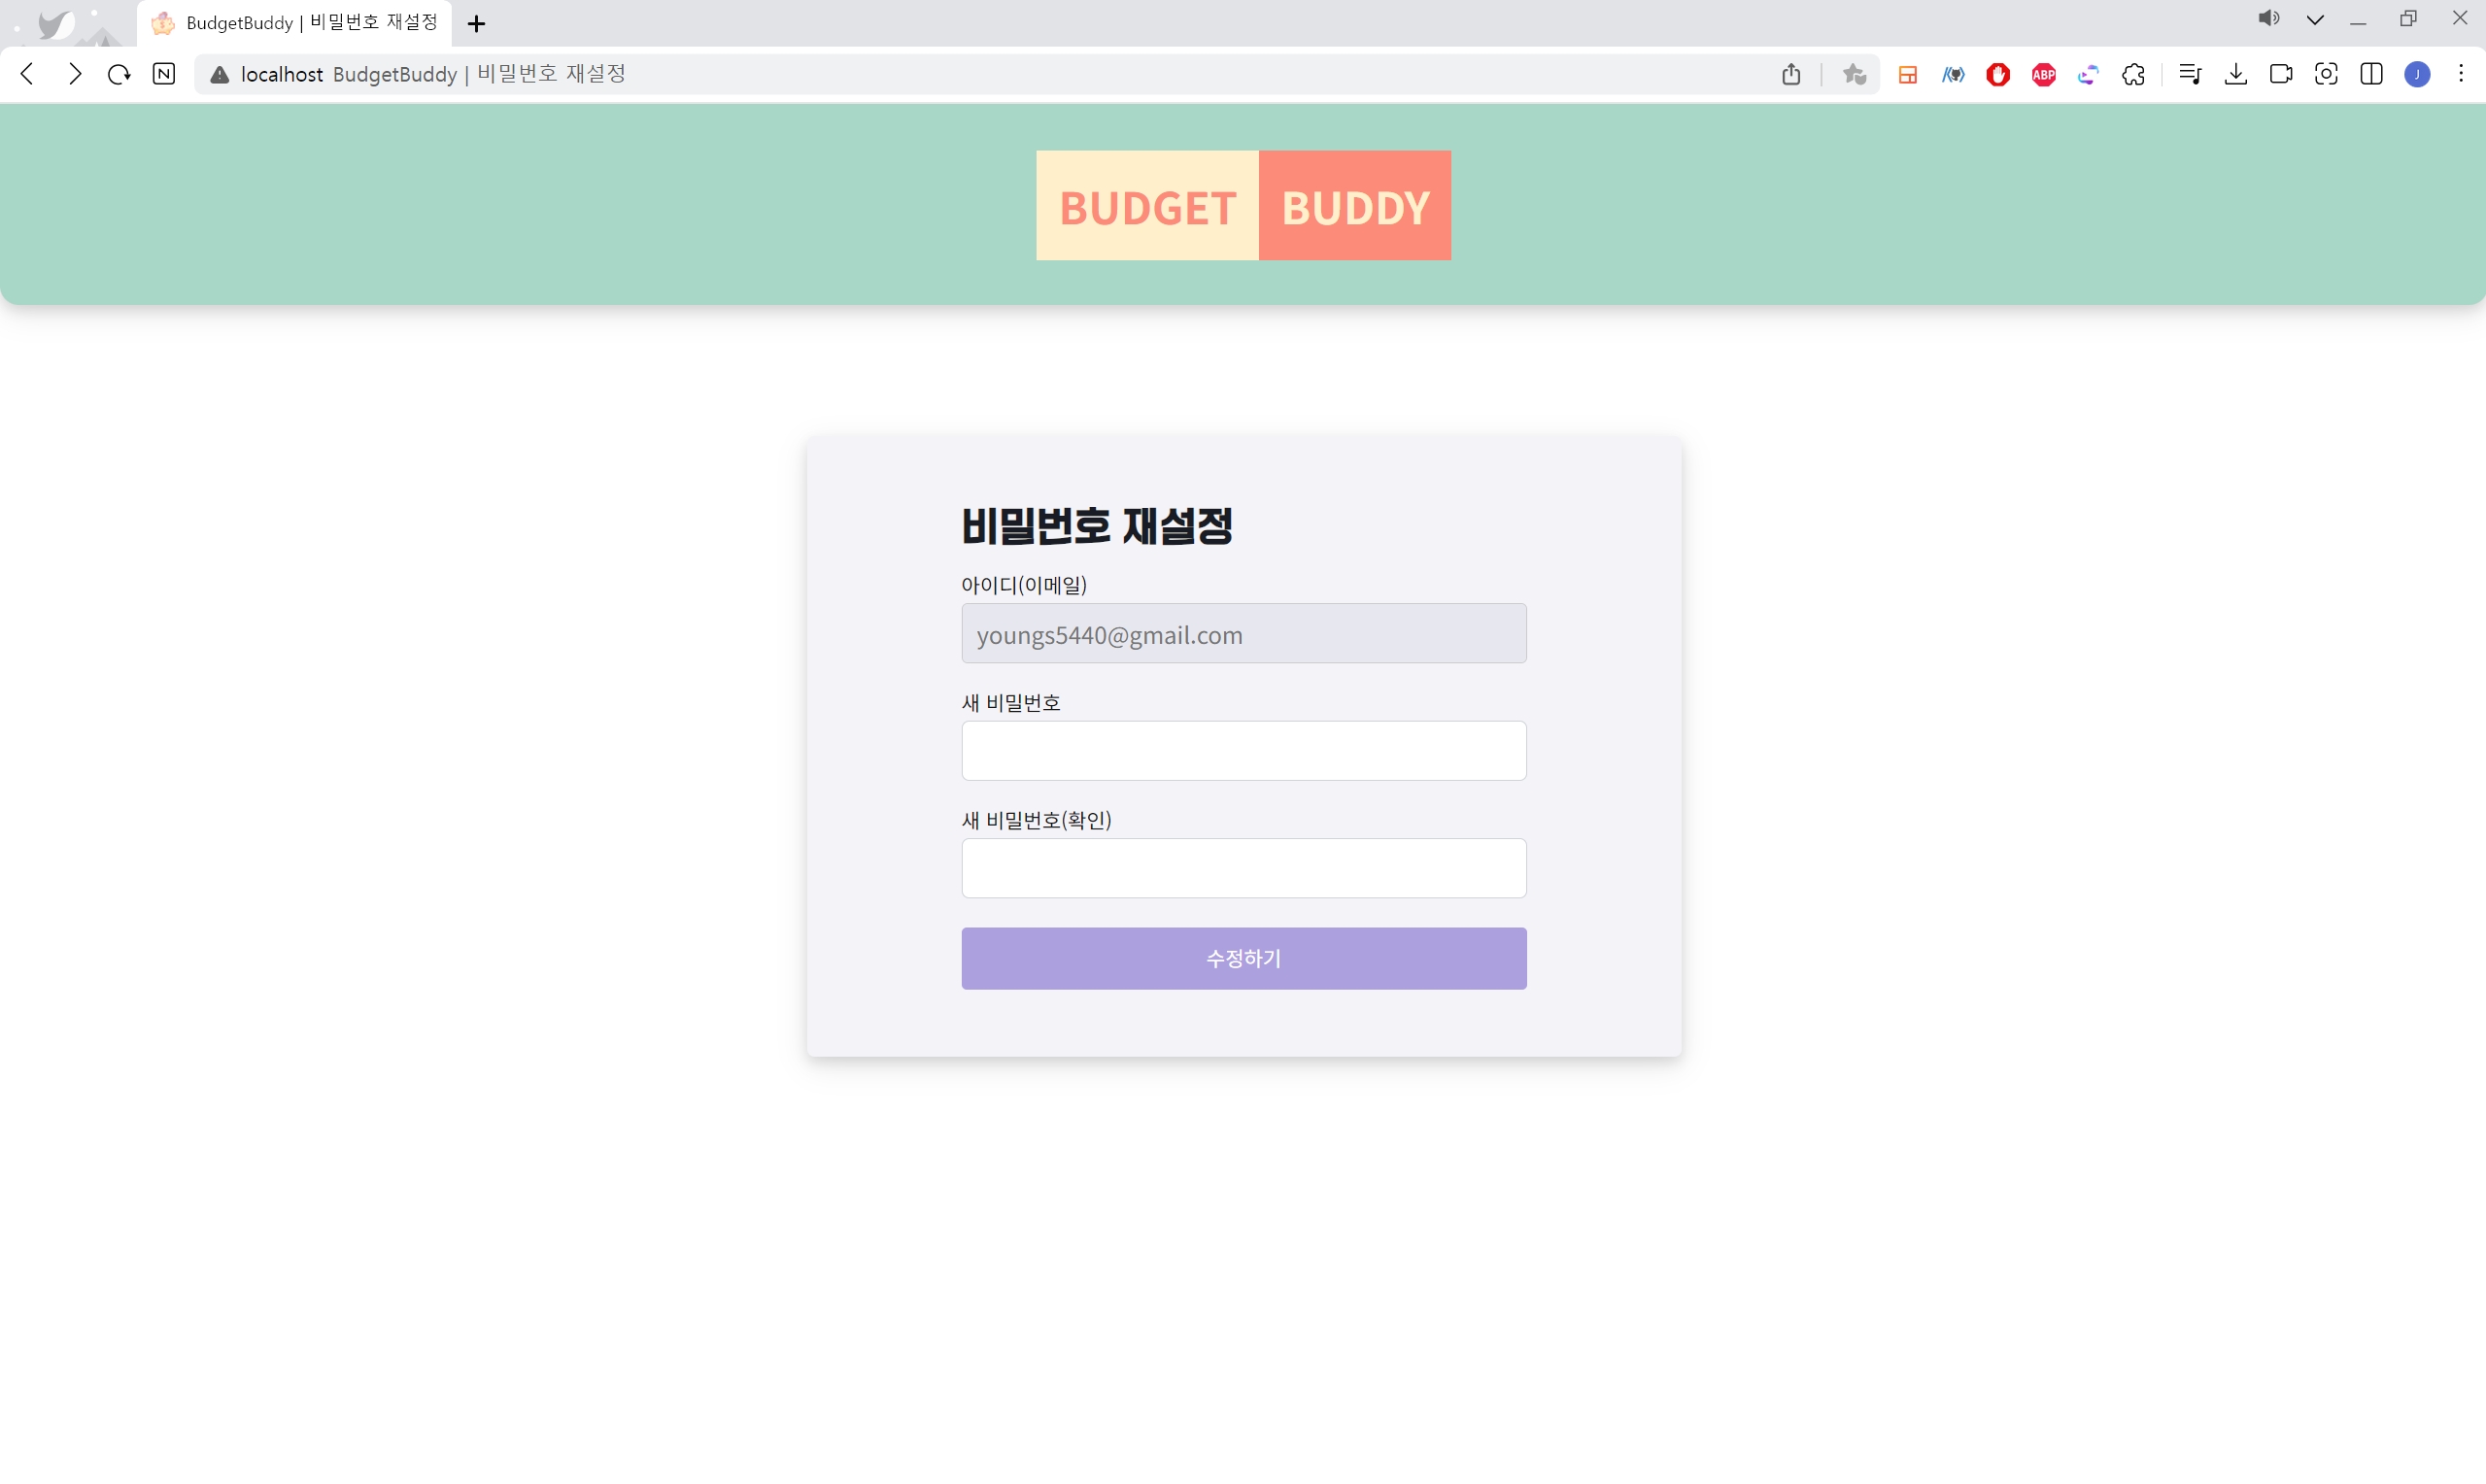 BudgetBuddy | 비밀번호 재설정
N
localhost BudgetBuddy | 비밀번호 재설정
ABP
J
BUDGET BUDDY
비밀번호 재설정
아이디(이메일)
youngs5440@gmail.com
새 비밀번호
새 비밀번호(확인)
수정하기